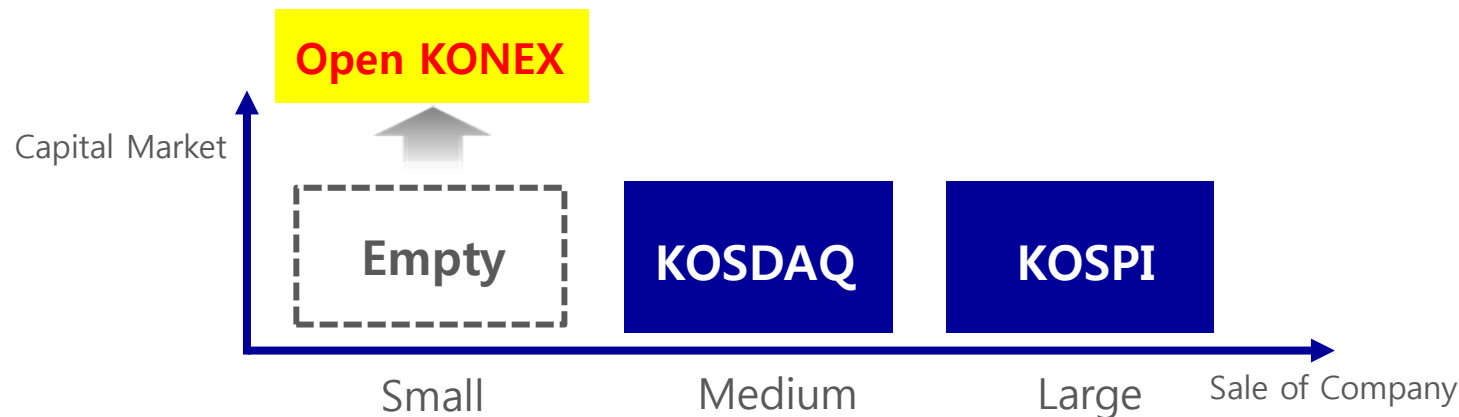 Open KONEX
Capital Market
Empty
KOSDAQ
KOSPI
Small
Medium
Large
Sale of Company